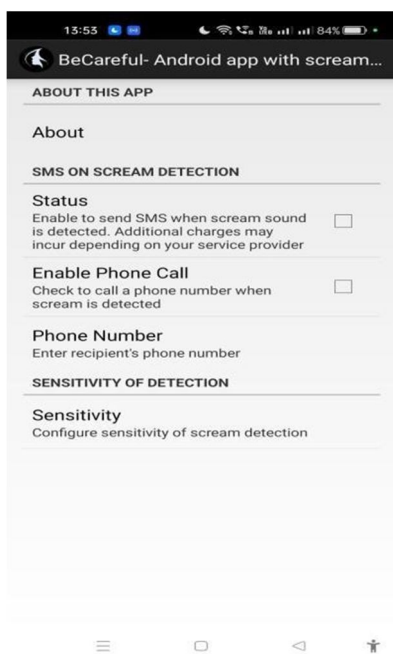 13:53 84%
BeCareful- Android app with scream...
ABOUT THIS APP
About
SMS ON SCREAM DETECTION
Status
Enable to send SMS when scream sound
is detected. Additional charges may
incur depending on your service provider
Enable Phone Call
Check to call a phone number when
scream is detected
Phone Number
Enter recipient's phone number
SENSITIVITY OF DETECTION
Sensitivity
Configure sensitivity of scream detection